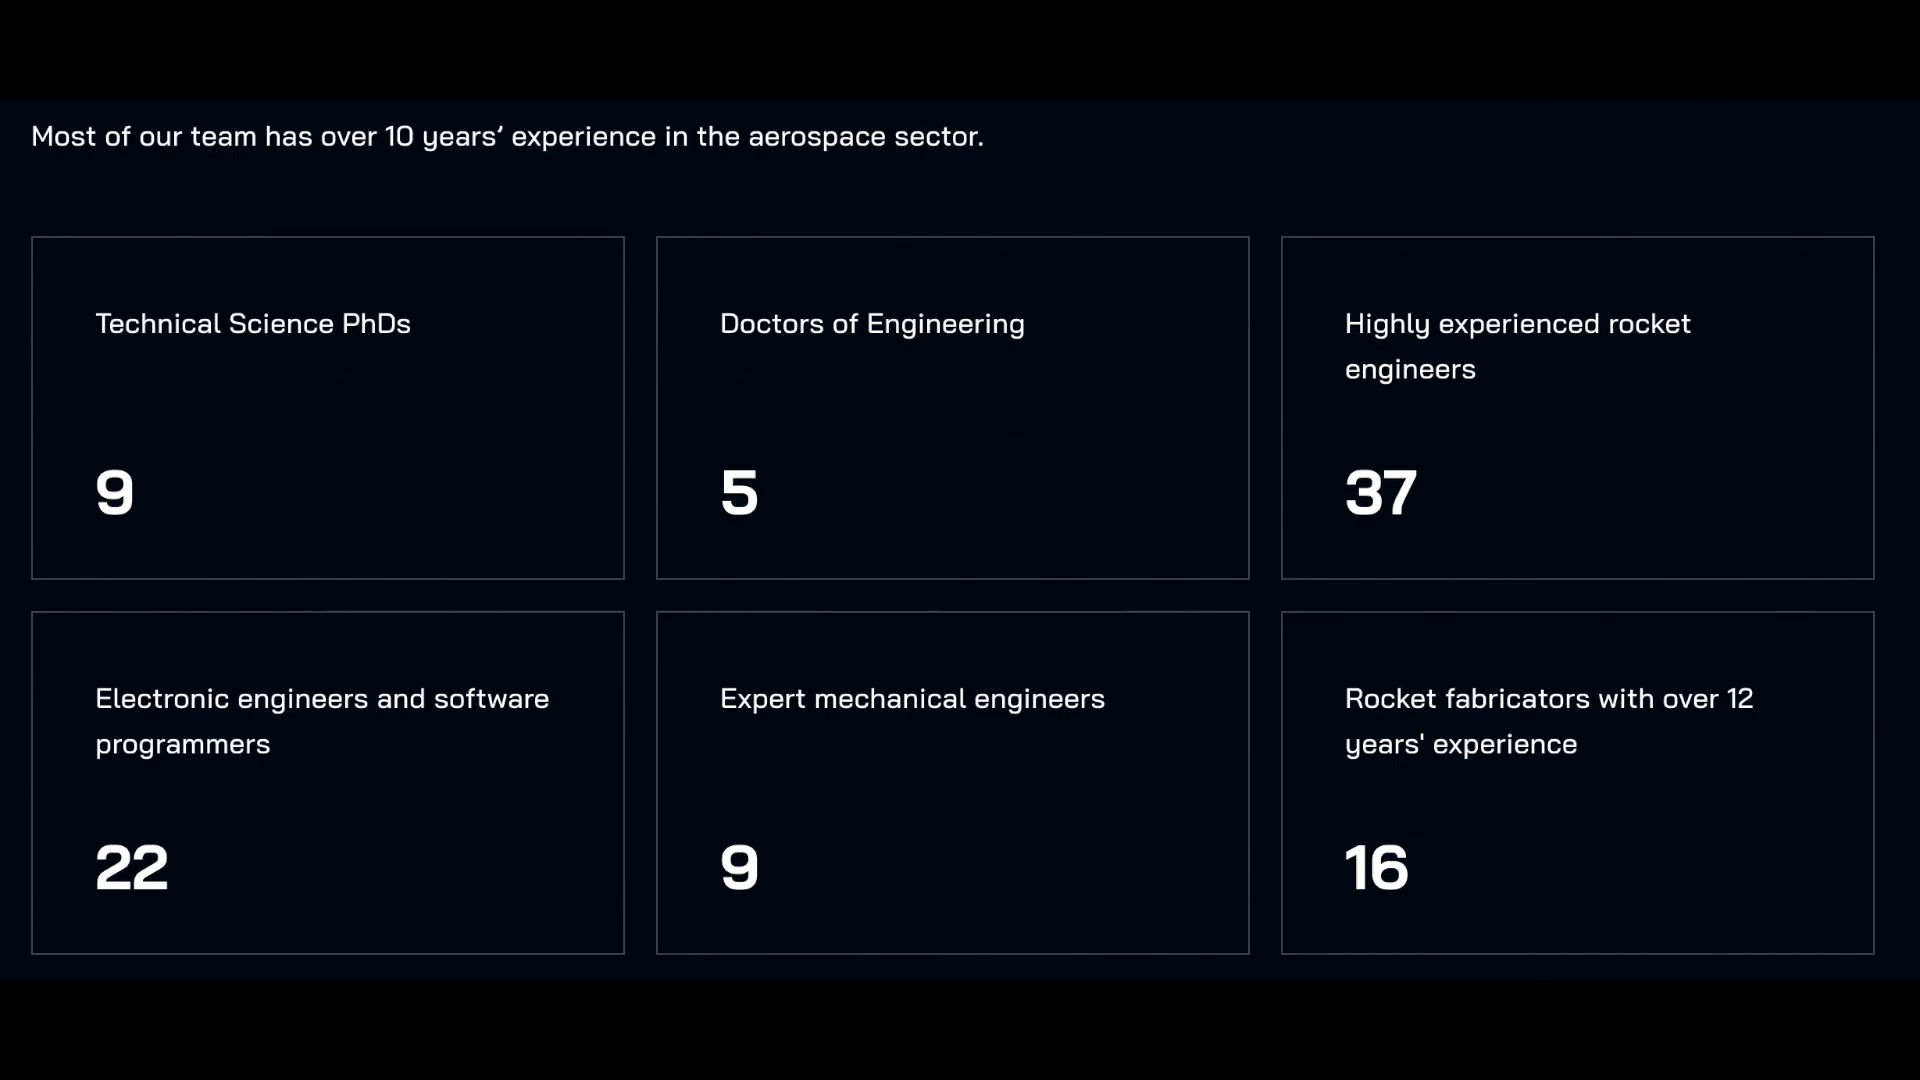 Most of our team has over 10 years’ experience in the aerospace sector.
Technical Science PhDs
9
Doctors of Engineering
5
Highly experienced rocket
engineers
37
Electronic engineers and software
programmers
22
Expert mechanical engineers
9
Rocket fabricators with over 12
years' experience
16